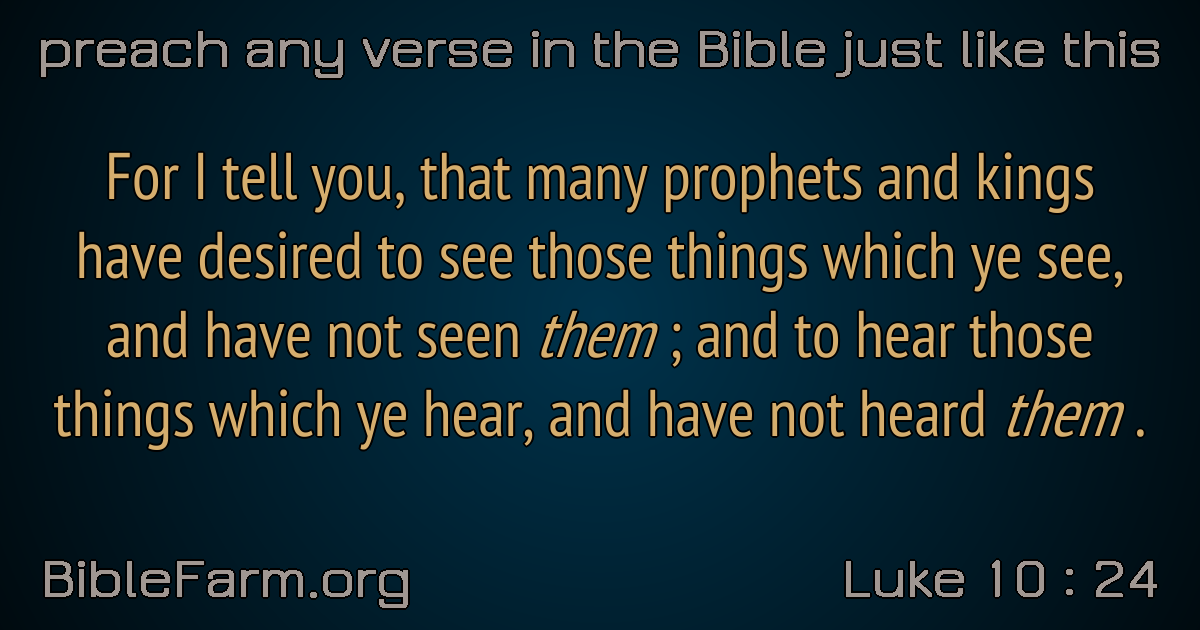 preach any verse in the Bible just like this
For I tell you, that many prophets and kings
have desired to see those things which ye see,
and have not seen them ; and to hear those
things which ye hear, and have not heard them .
BibleFarm.org
Luke 10 : 24